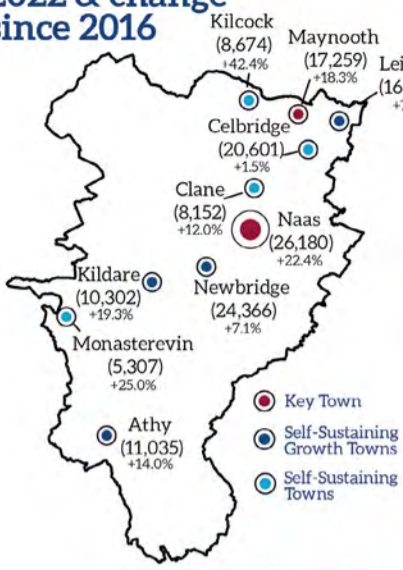 2022 & change
since 2016
Kilcock
(8,674)
+42.4%
Maynooth
(17,259)
+18.3%
Celbridge
(20,601)
+1.5%
Clane
(8,152)
+12.0%
Naas
(26,180)
+22.4%
Kildare
(10,302)
+19.3%
Newbridge
(24,366)
+7.1%
Monasterevin
(5,307)
+25.0%
Athy
(11,035)
+14.0%
Key Town
Self-Sustaining
Growth Towns
Self-Sustaining
Towns